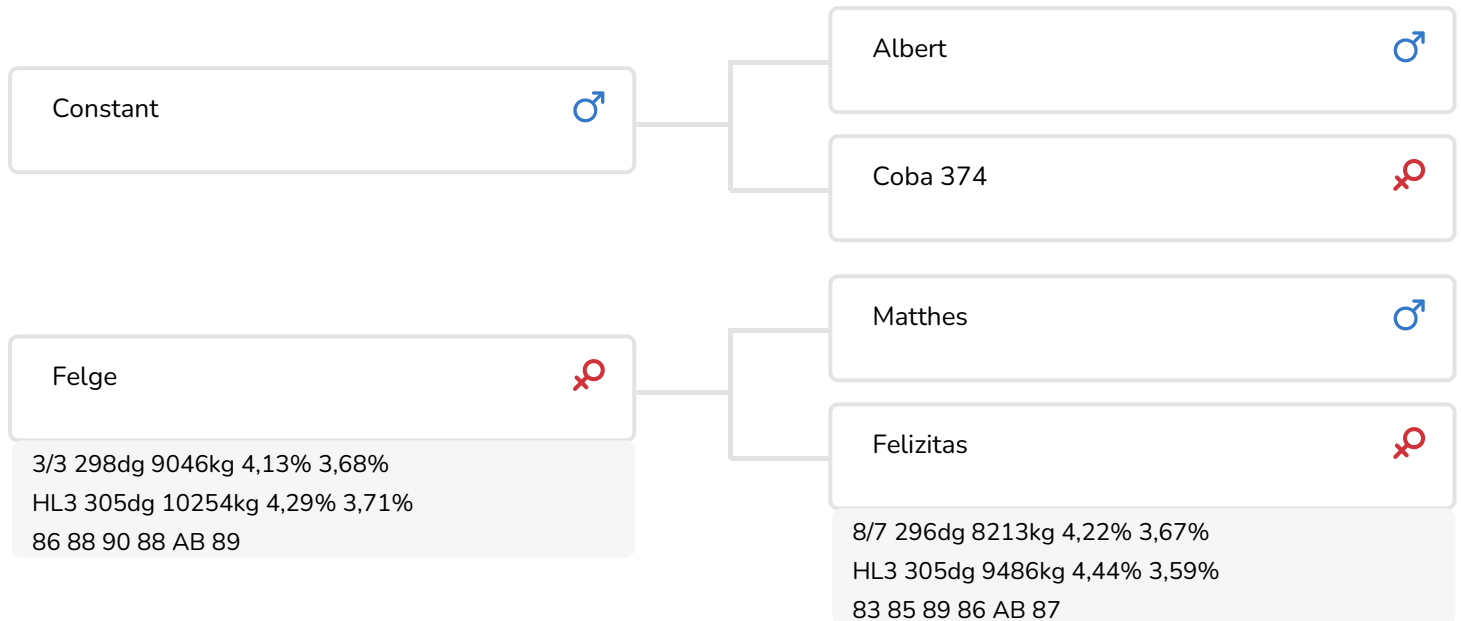 Constant
Albert
Coba 374
Felge
3/3 298dg 9046kg 4,13% 3,68%
HL3 305dg 10254kg 4,29% 3,71%
86 88 90 88 AB 89
Matthes
Felizitas
8/7 296dg 8213kg 4,22% 3,67%
HL3 305dg 9486kg 4,44% 3,59%
83 85 89 86 AB 87